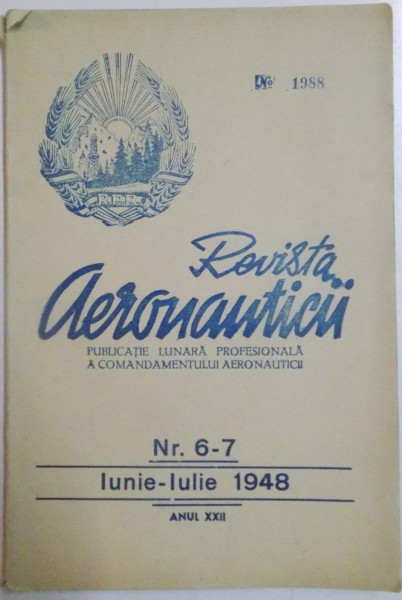 № 1988
R.P.R.
Revista
Aeronauticii
PUBLICAȚIE LUNARĂ PROFESIONALĂ
A COMANDAMENTULUI AERONAUTICII
Nr. 6-7
Iunie-Iulie 1948
ANUL XXII